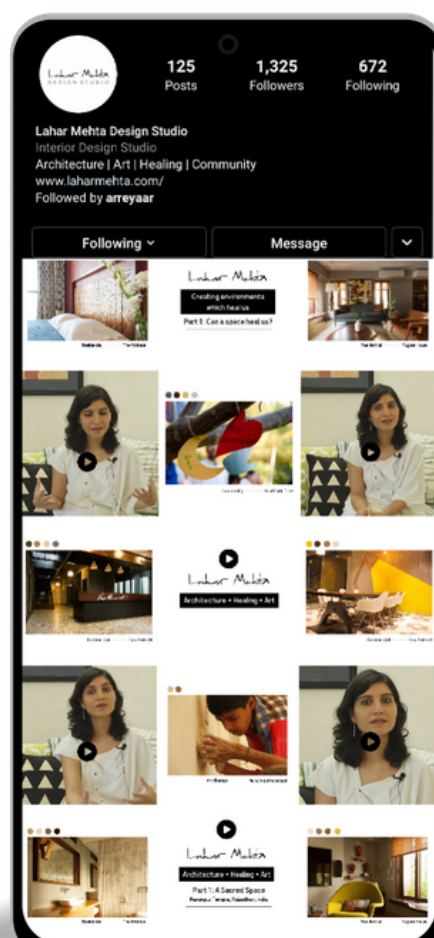 Lahar Mehta
DESIGN STUDIO
125
Posts
1,325
Followers
672
Following
Lahar Mehta Design Studio
Interior Design Studio
Architecture | Art | Healing | Community
www.laharmehta.com/
Followed by arreyaar
Following
Message
Lahar Mehta
Creating environments
which heal us
Part 1: Can a space heal us?
Lahar Mehta
Architecture + Healing + Art
Lahar Mehta
Architecture + Healing + Art
Part 1: A Sacred Space